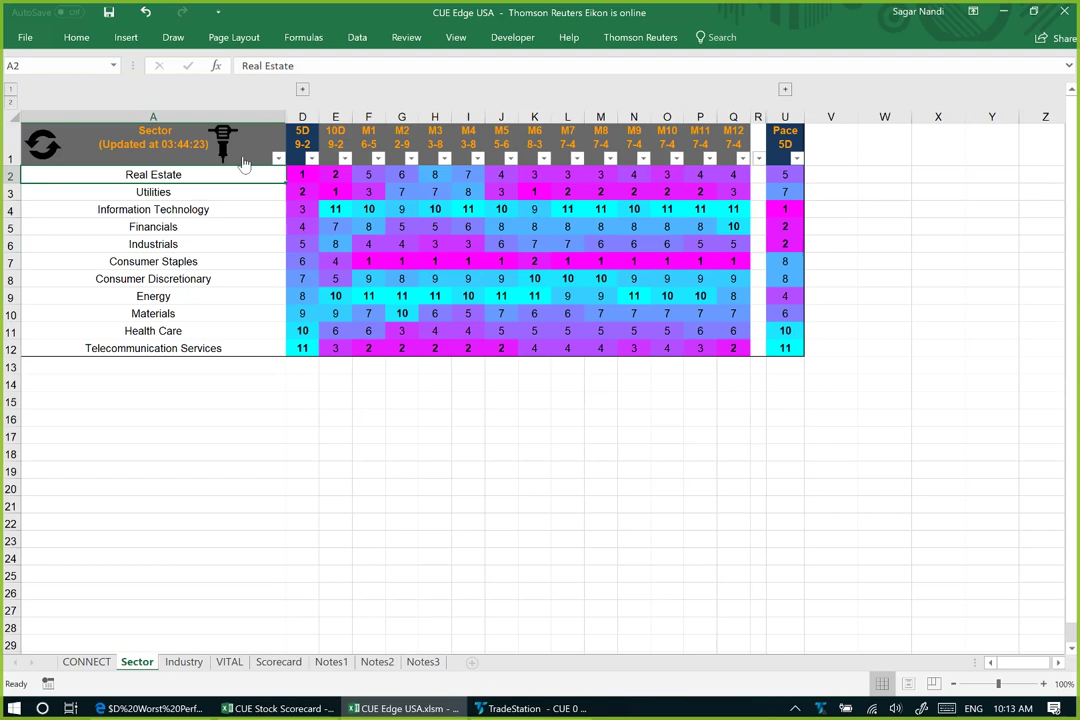 AutoSave Off
CUE Edge USA - Thomson Reuters Eikon is online
Sagar Nandi
File Home Insert Draw Page Layout Formulas Data Review View Developer Help Thomson Reuters Search Share
A2 fx Real Estate
1
2
A D E F G H I J K L M N O P Q R U V W X Y Z
Sector 5D 10D M1 M2 M3 M4 M5 M6 M7 M8 M9 M10 M11 M12 Pace
(Updated at 03:44:23) 9-2 9-2 6-5 2-9 3-8 3-8 5-6 8-3 7-4 7-4 7-4 7-4 7-4 7-4 5D
1
2 Real Estate 1 2 5 6 8 7 4 3 3 3 4 3 4 4 5
3 Utilities 2 1 3 7 7 8 3 1 2 2 2 2 2 3 7
4 Information Technology 3 11 10 9 10 11 10 9 11 11 10 11 11 11 1
5 Financials 4 7 8 5 5 6 8 8 8 8 8 8 8 10 2
6 Industrials 5 8 4 4 3 3 6 7 7 6 6 6 5 5 2
7 Consumer Staples 6 4 1 1 1 1 1 2 1 1 1 1 1 1 8
8 Consumer Discretionary 7 5 9 8 9 9 9 10 10 10 9 9 9 9 8
9 Energy 8 10 11 11 11 10 11 11 9 9 11 10 10 8 4
10 Materials 9 9 7 10 6 5 7 6 6 7 7 7 7 7 6
11 Health Care 10 6 6 3 4 4 5 5 5 5 5 5 6 6 10
12 Telecommunication Services 11 3 2 2 2 2 2 4 4 4 3 4 3 2 11
13
14
15
16
17
18
19
20
21
22
23
24
25
26
27
28
29
CONNECT Sector Industry VITAL Scorecard Notes1 Notes2 Notes3
Ready 100%
$D%20Worst%20Perf... CUE Stock Scorecard -... CUE Edge USA.xlsm -... TradeStation - CUE 0 ... ENG 10:13 AM